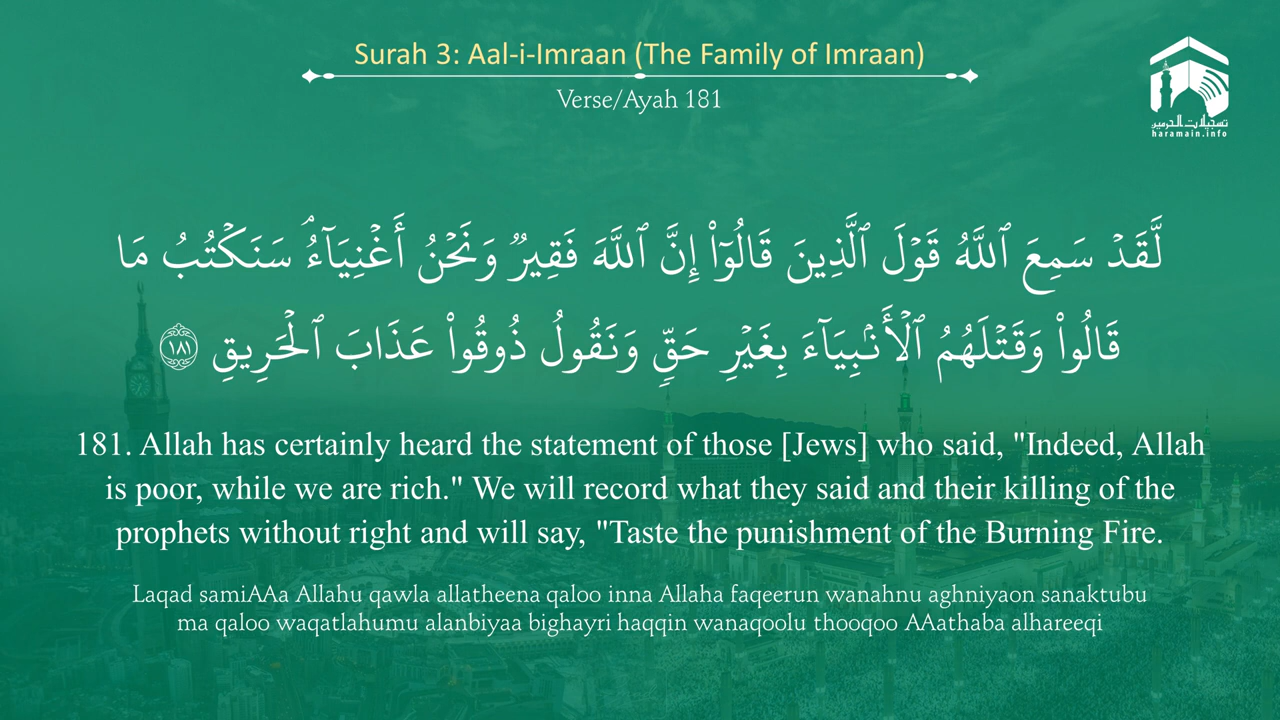 Surah 3: Aal-i-Imraan (The Family of Imraan)
Verse/Ayah 181
تسجيلات الحرمين
haramain.info
لَّقَدۡ سَمِعَ ٱللَّهُ قَوۡلَ ٱلَّذِينَ قَالُوٓاْ إِنَّ ٱللَّهَ فَقِيرٞ وَنَحۡنُ أَغۡنِيَآءُۘ سَنَكۡتُبُ مَا
قَالُواْ وَقَتۡلَهُمُ ٱلۡأَنۢبِيَآءَ بِغَيۡرِ حَقّٖ وَنَقُولُ ذُوقُواْ عَذَابَ ٱلۡحَرِيقِ ١٨١
181. Allah has certainly heard the statement of those [Jews] who said, "Indeed, Allah
is poor, while we are rich." We will record what they said and their killing of the
prophets without right and will say, "Taste the punishment of the Burning Fire.
Laqad samiAAa Allahu qawla allatheena qaloo inna Allaha faqeerun wanahnu aghniyaon sanaktubu
ma qaloo waqatlahumu alanbiyaa bighayri haqqin wanaqoolu thooqoo AAathaba alhareeqi